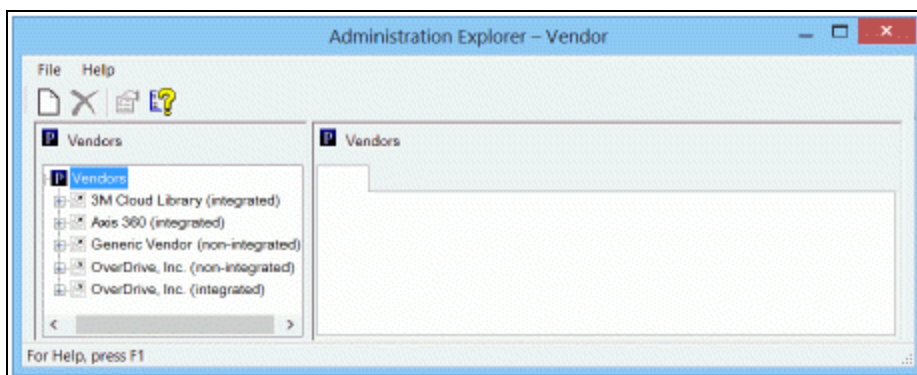 Administration Explorer – Vendor
File Help
Vendors
Vendors
3M Cloud Library (integrated)
Axis 360 (integrated)
Generic Vendor (non-integrated)
OverDrive, Inc. (non-integrated)
OverDrive, Inc. (integrated)
Vendors
For Help, press F1